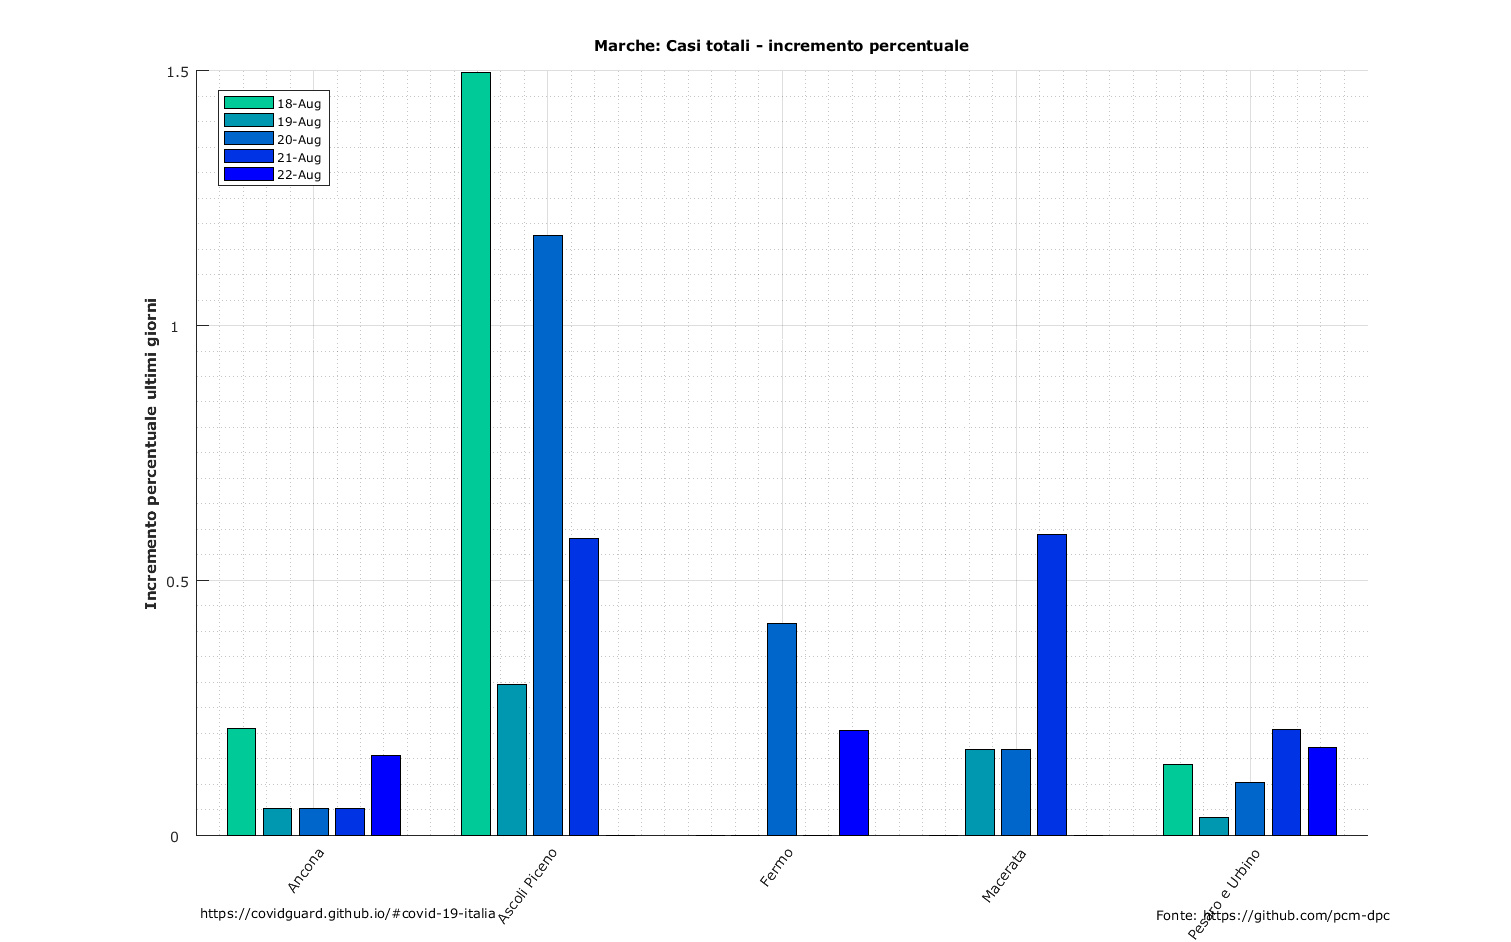 Marche: Casi totali - incremento percentuale
1.5
1
0.5
0
Incremento percentuale ultimi giorni
18-Aug
19-Aug
20-Aug
21-Aug
22-Aug
Ancona
Ascoli Piceno
Fermo
Macerata
Pesaro e Urbino
https://covidguard.github.io/#covid-19-italia
Fonte: https://github.com/pcm-dpc